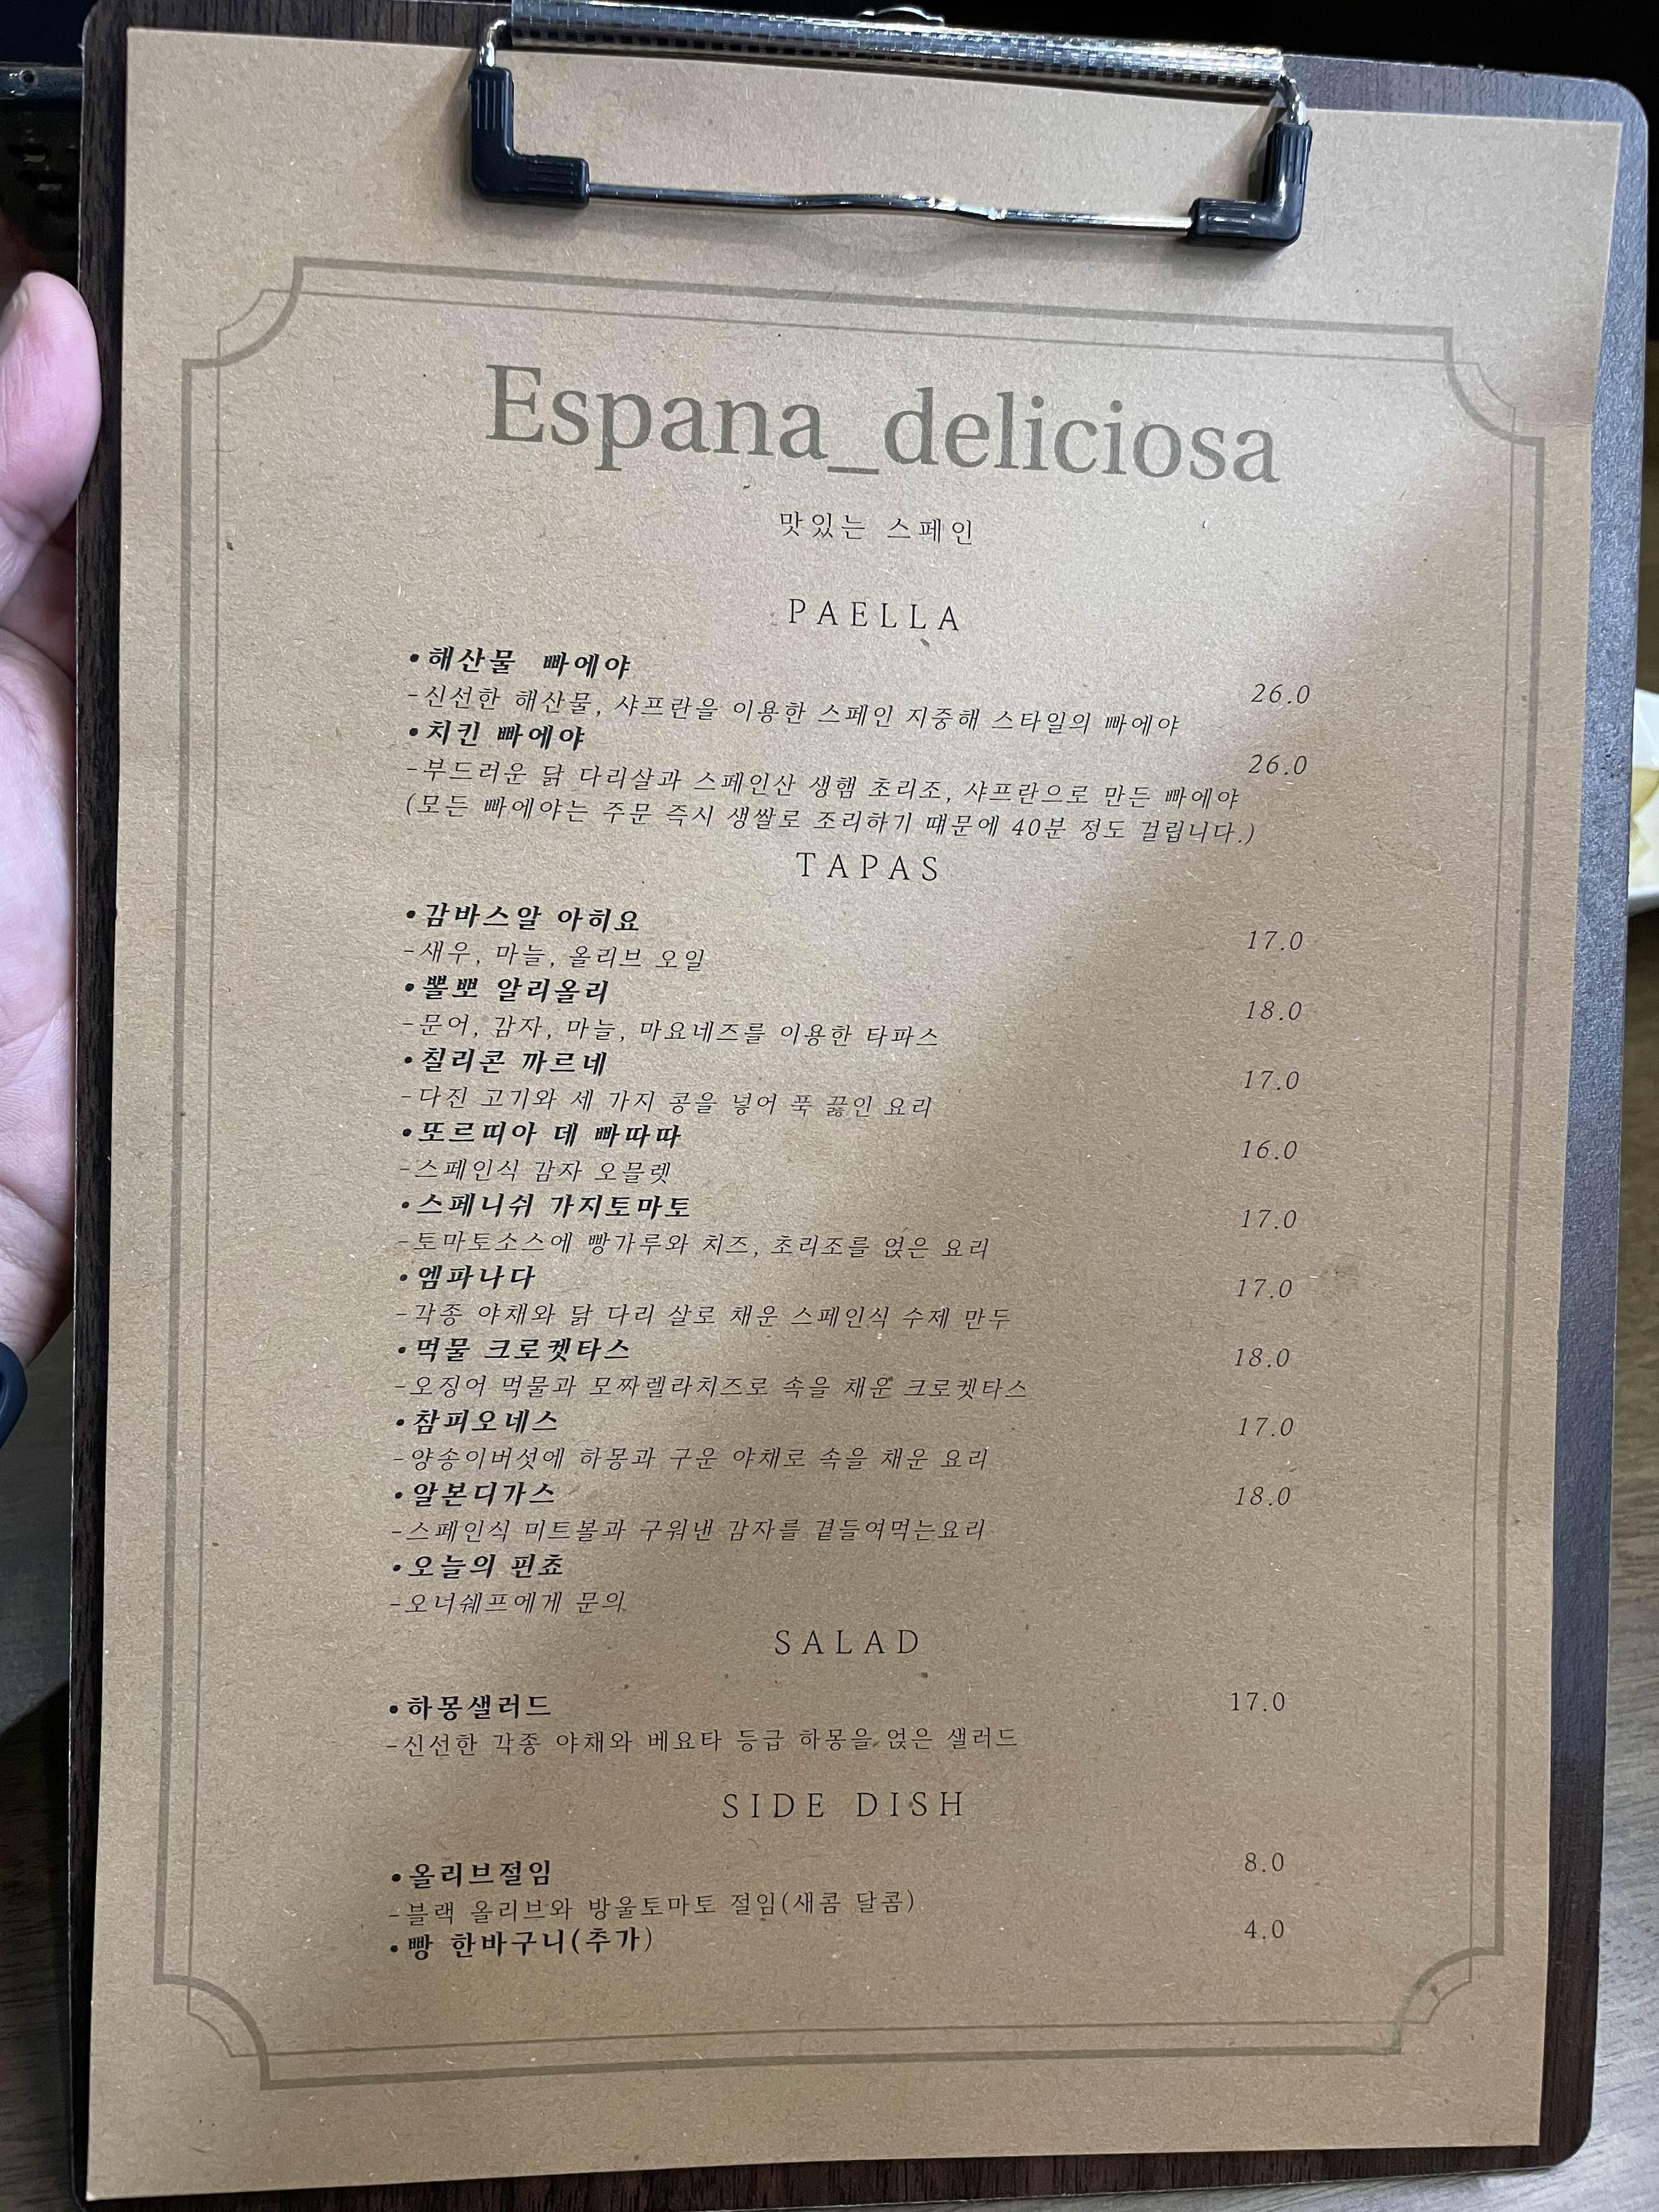 Espana_deliciosa
맛있는 스페인
PAELLA
•해산물 빠에야
26.0
-신선한 해산물, 샤프란을 이용한 스페인 지중해 스타일의 빠에야
•치킨 빠에야
26.0
-부드러운 닭 다리살과 스페인산 생햄 초리조, 샤프란으로 만든 빠에야
(모든 빠에야는 주문 즉시 생쌀로 조리하기 때문에 40분 정도 걸립니다.)
TAPAS
•감바스알 아히요
17.0
-새우, 마늘, 올리브 오일
•뽈뽀 알리올리
18.0
-문어, 감자, 마늘, 마요네즈를 이용한 타파스
•칠리콘 까르네
17.0
-다진 고기와 세 가지 콩을 넣어 푹 끓인 요리
•또르띠아 데 빠따따
16.0
-스페인식 감자 오믈렛
•스페니쉬 가지토마토
17.0
-토마토소스에 빵가루와 치즈, 초리조를 얹은 요리
•엠파나다
17.0
-각종 야채와 닭 다리 살로 채운 스페인식 수제 만두
•먹물 크로켓타스
18.0
-오징어 먹물과 모짜렐라치즈로 속을 채운 크로켓타스
•참피오네스
17.0
-양송이버섯에 하몽과 구운 야채로 속을 채운 요리
•알본디가스
18.0
-스페인식 미트볼과 구워낸 감자를 곁들여먹는요리
•오늘의 핀쵸
-오너쉐프에게 문의
SALAD
•하몽샐러드
17.0
-신선한 각종 야채와 베요타 등급 하몽을 얹은 샐러드
SIDE DISH
•올리브절임
8.0
-블랙 올리브와 방울토마토 절임(새콤 달콤)
•빵 한바구니(추가)
4.0